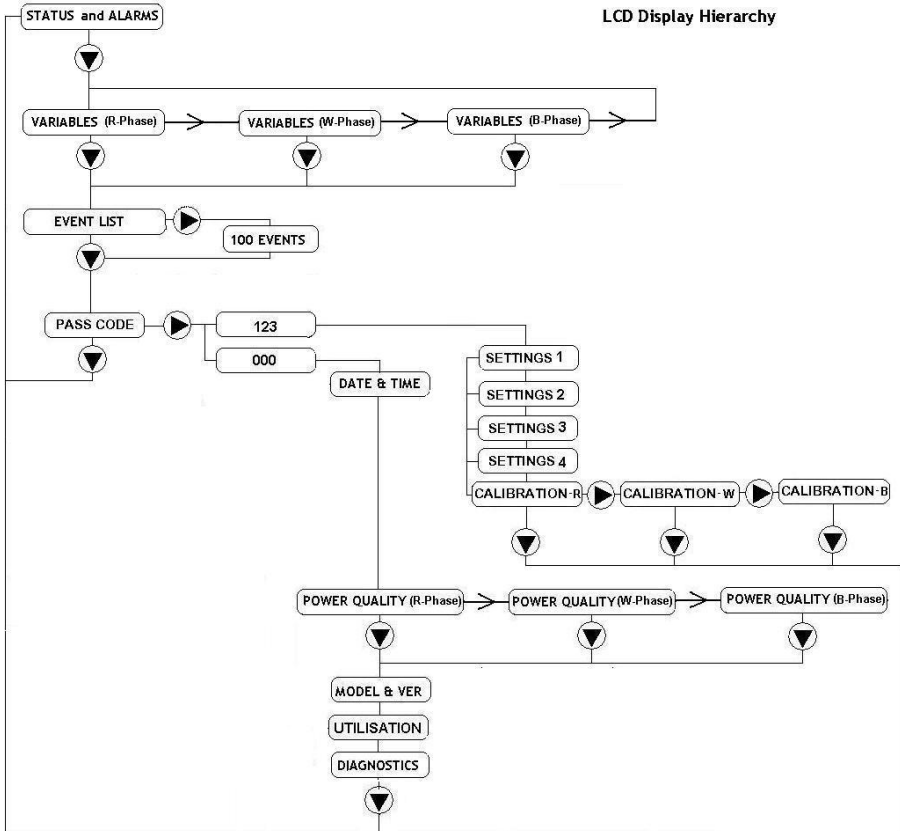 LCD Display Hierarchy
STATUS and ALARMS
VARIABLES (R-Phase)
VARIABLES (W-Phase)
VARIABLES (B-Phase)
EVENT LIST
100 EVENTS
PASS CODE
123
000
DATE & TIME
SETTINGS 1
SETTINGS 2
SETTINGS 3
SETTINGS 4
CALIBRATION-R
CALIBRATION-W
CALIBRATION-B
POWER QUALITY (R-Phase)
POWER QUALITY (W-Phase)
POWER QUALITY (B-Phase)
MODEL & VER
UTILISATION
DIAGNOSTICS